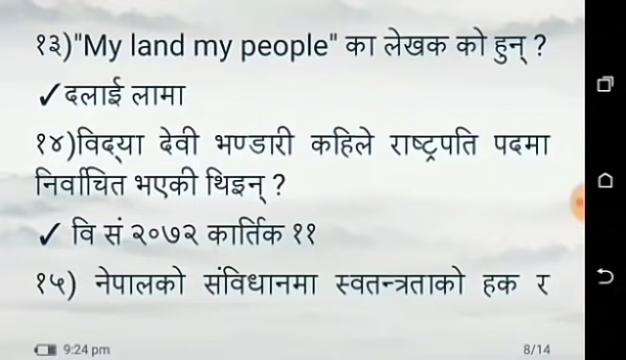 १३)"My land my people" का लेखक को हुन् ?
✓दलाई लामा
१४)विद्या देवी भण्डारी कहिले राष्ट्रपति पदमा
निर्वाचित भएकी थिइन् ?
✓ वि सं २०७२ कार्तिक ११
१५) नेपालको संविधानमा स्वतन्त्रताको हक र
9:24 pm
8/14